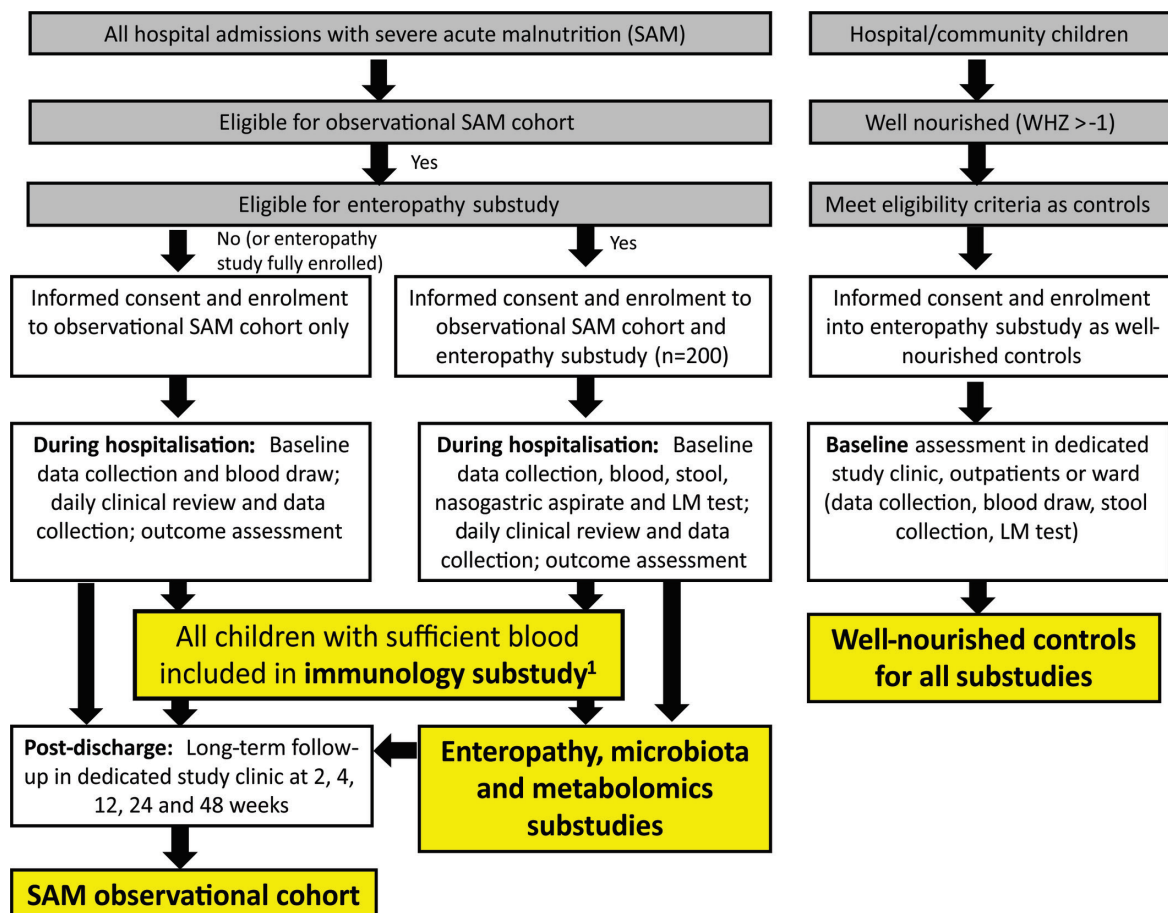 All hospital admissions with severe acute malnutrition (SAM)
Eligible for observational SAM cohort
Yes
Eligible for enteropathy substudy
No (or enteropathy
study fully enrolled)
Yes
Informed consent and enrolment
to observational SAM cohort only
Informed consent and enrolment to
observational SAM cohort and
enteropathy substudy (n=200)
During hospitalisation: Baseline
data collection and blood draw;
daily clinical review and data
collection; outcome assessment
During hospitalisation: Baseline
data collection, blood, stool,
nasogastric aspirate and LM test;
daily clinical review and data
collection; outcome assessment
All children with sufficient blood
included in immunology substudy¹
Post-discharge: Long-term follow-
up in dedicated study clinic at 2, 4,
12, 24 and 48 weeks
Enteropathy, microbiota
and metabolomics
substudies
SAM observational cohort
Hospital/community children
Well nourished (WHZ >-1)
Meet eligibility criteria as controls
Informed consent and enrolment
into enteropathy substudy as well-
nourished controls
Baseline assessment in dedicated
study clinic, outpatients or ward
(data collection, blood draw, stool
collection, LM test)
Well-nourished controls
for all substudies